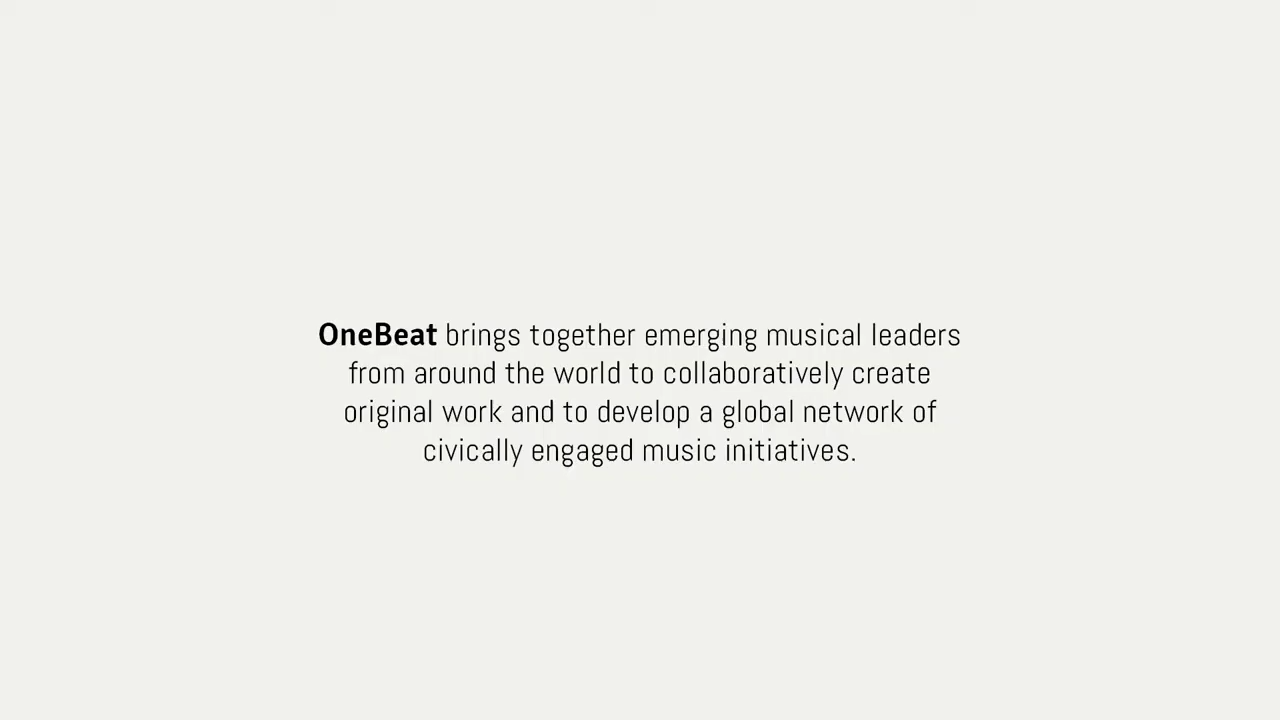 OneBeat brings together emerging musical leaders
from around the world to collaboratively create
original work and to develop a global network of
civically engaged music initiatives.